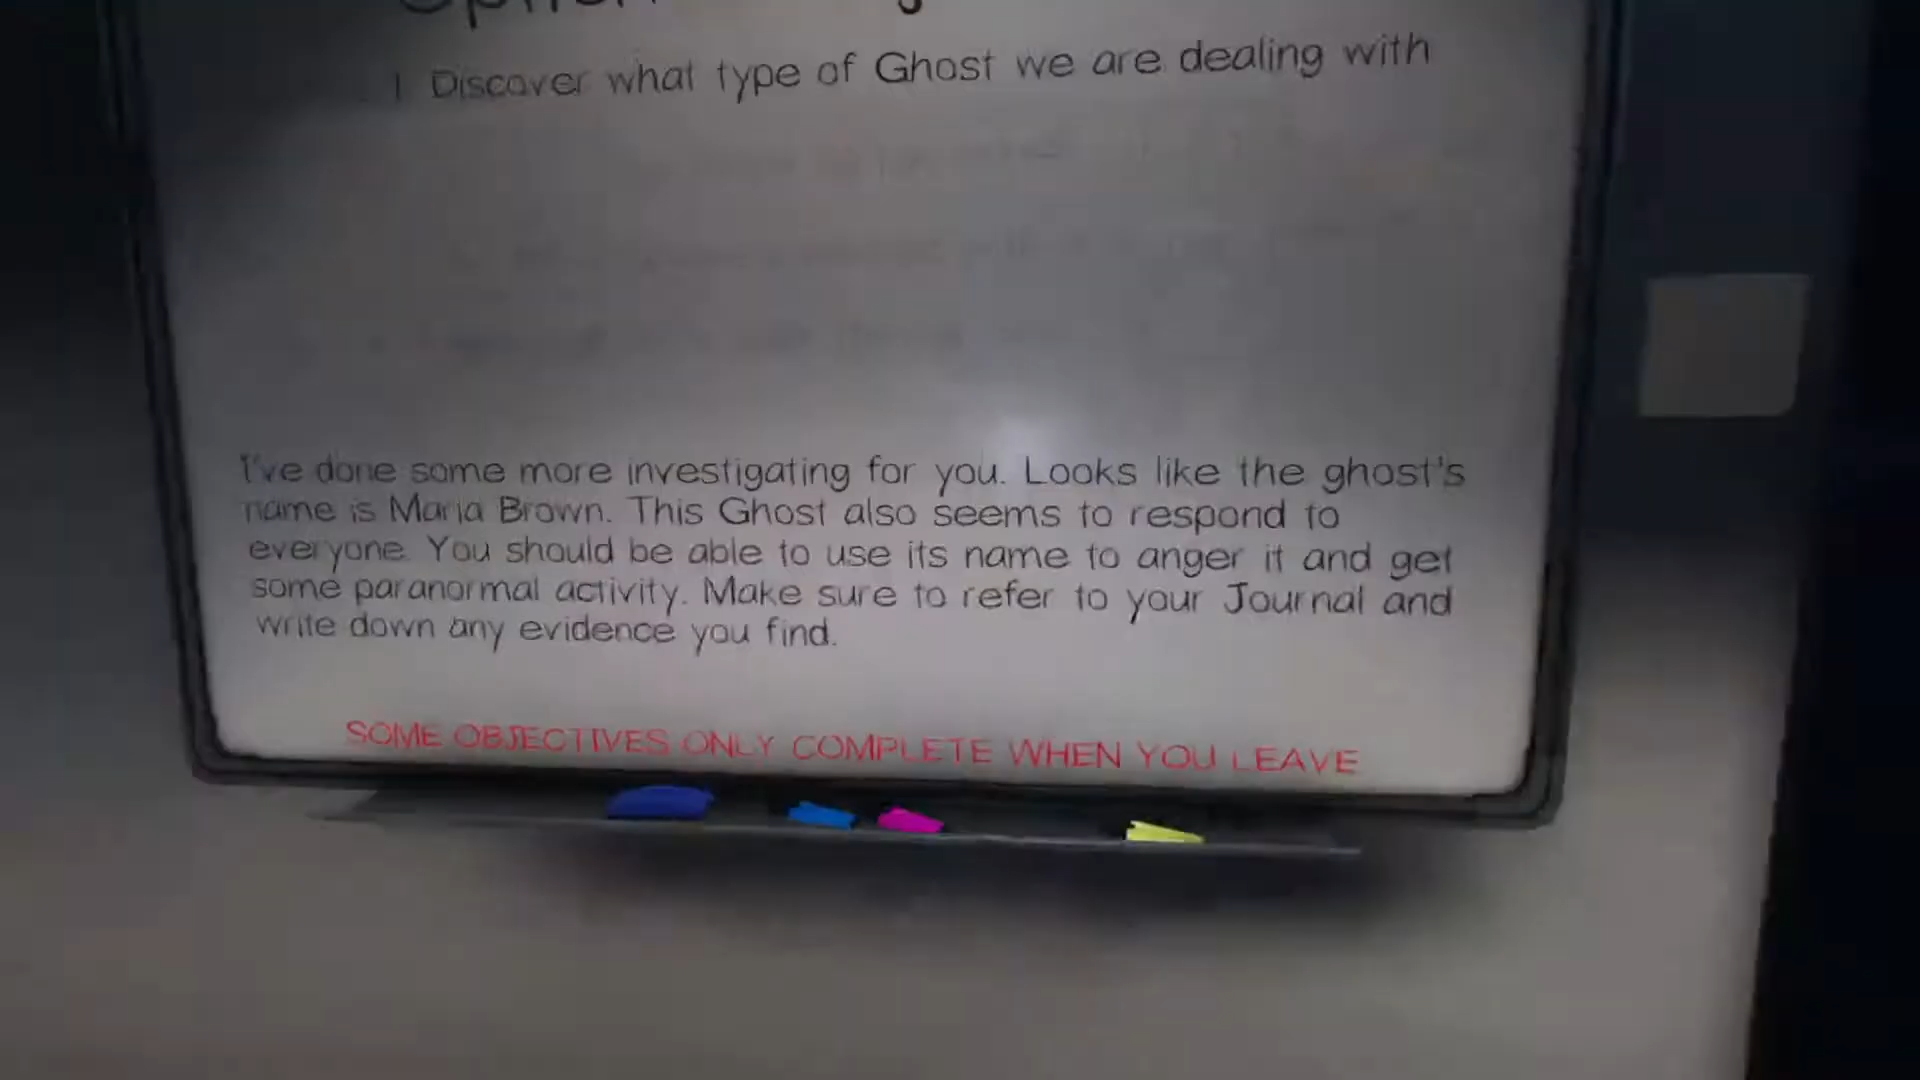 1 Discover what type of Ghost we are dealing with
I've done some more investigating for you. Looks like the ghost's
name is Maria Brown. This Ghost also seems to respond to
everyone. You should be able to use its name to anger it and get
some paranormal activity. Make sure to refer to your Journal and
write down any evidence you find.
SOME OBJECTIVES ONLY COMPLETE WHEN YOU LEAVE